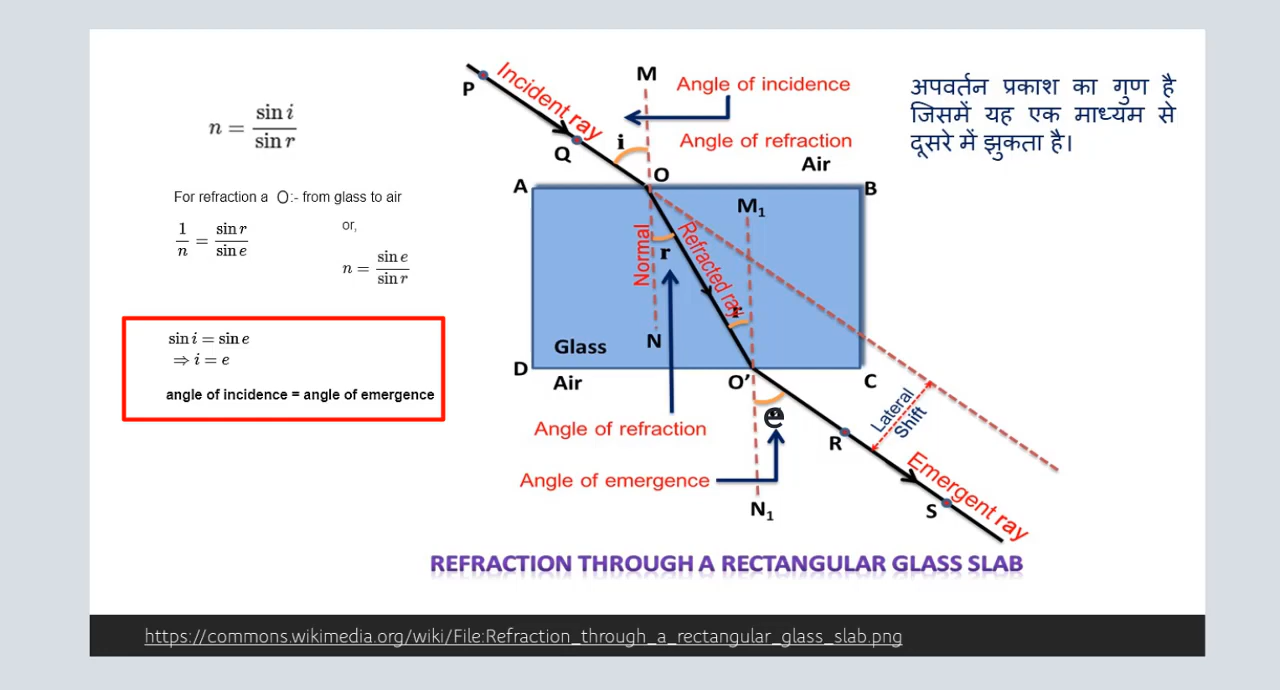 n = sin i / sin r
For refraction a O:- from glass to air
1/n = sin r / sin e
or,
n = sin e / sin r
sin i = sin e
⇒ i = e
angle of incidence = angle of emergence
P
Incident ray
Q
M
Angle of incidence
i
Angle of refraction
Air
O
A
B
M₁
Normal
r
Refracted ray
i
N
Glass
D
Air
O’
C
e
Angle of refraction
Angle of emergence
R
Lateral
Shift
Emergent ray
S
N₁
अपवर्तन प्रकाश का गुण है
जिसमें यह एक माध्यम से
दूसरे में झुकता है।
REFRACTION THROUGH A RECTANGULAR GLASS SLAB
https://commons.wikimedia.org/wiki/File:Refraction_through_a_rectangular_glass_slab.png